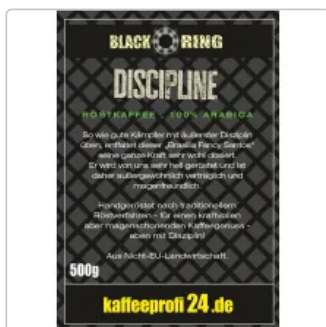 BLACK RING
DISCIPLINE
RÖSTKAFFEE . 100% ARABICA
So wie gute Kämpfer mit äußerster Disziplin
üben, entfaltet dieser „Brasilia Fancy Santos"
seine ganze Kraft sehr wohl dosiert.
Er wird von uns sehr hell geröstet und ist
daher außergewöhnlich verträglich und
magenfreundlich.
Handgeröstet nach traditionellem
Röstverfahren - für einen kraftvollen
aber magenschonenden Kaffeegenuss -
eben mit Disziplin!
Aus Nicht-EU-Landwirtschaft.
500g
kaffeeprofi24.de